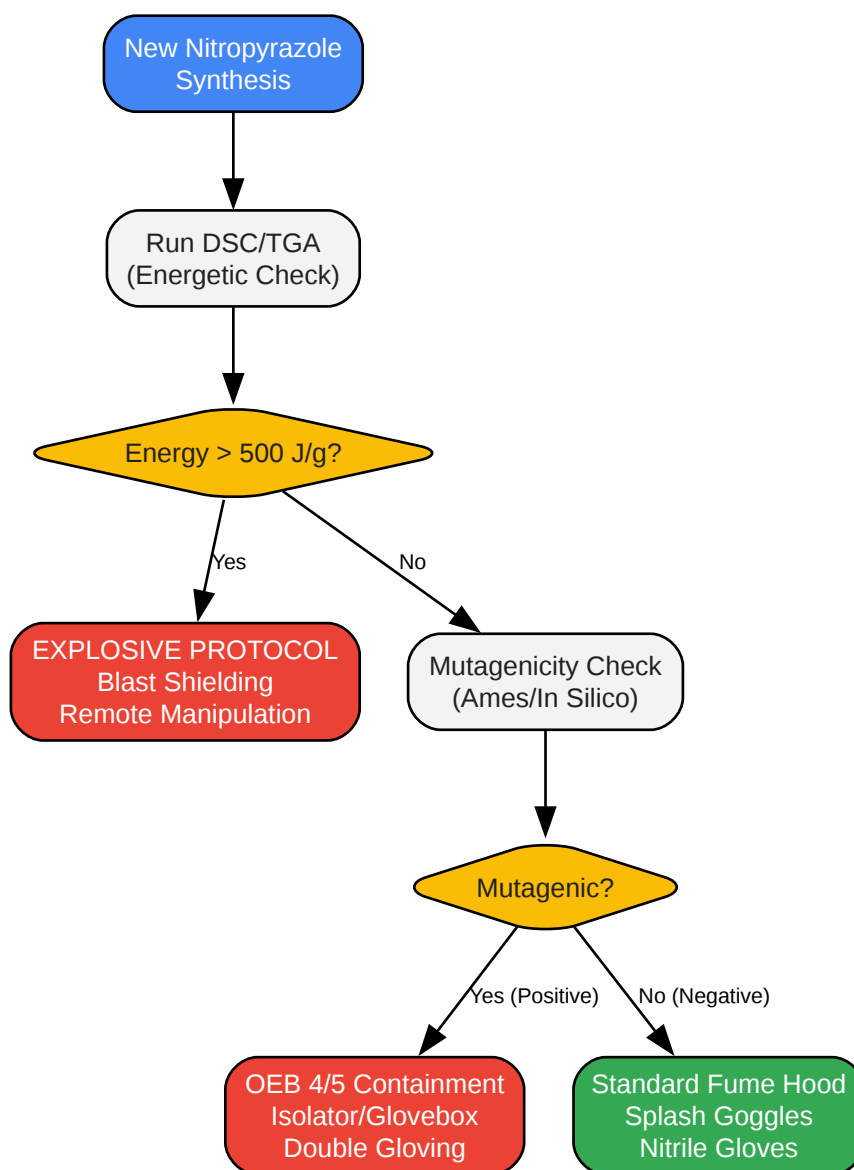 New Nitropyrazole
Synthesis
Run DSC/TGA
(Energetic Check)
Energy > 500 J/g?
Yes
No
EXPLOSIVE PROTOCOL
Blast Shielding
Remote Manipulation
Mutagenicity Check
(Ames/In Silico)
Mutagenic?
Yes (Positive)
No (Negative)
OEB 4/5 Containment
Isolator/Glovebox
Double Gloving
Standard Fume Hood
Splash Goggles
Nitrile Gloves